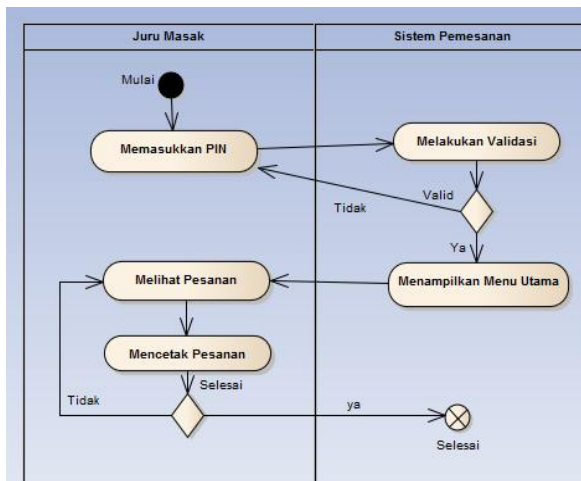 Juru Masak
Sistem Pemesanan
Mulai
Memasukkan PIN
Melakukan Validasi
Valid
Tidak
Ya
Melihat Pesanan
Menampilkan Menu Utama
Mencetak Pesanan
Selesai
Tidak
ya
Selesai